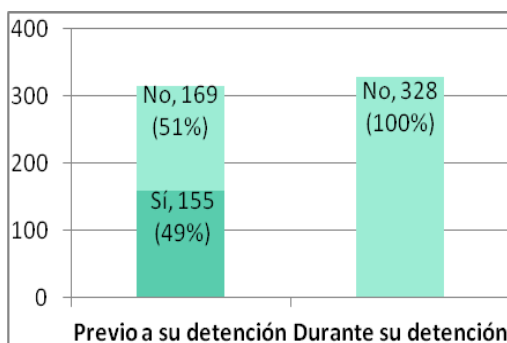 400
300
200
100
0
No, 169
(51%)
Sí, 155
(49%)
No, 328
(100%)
Previo a su detención Durante su detención